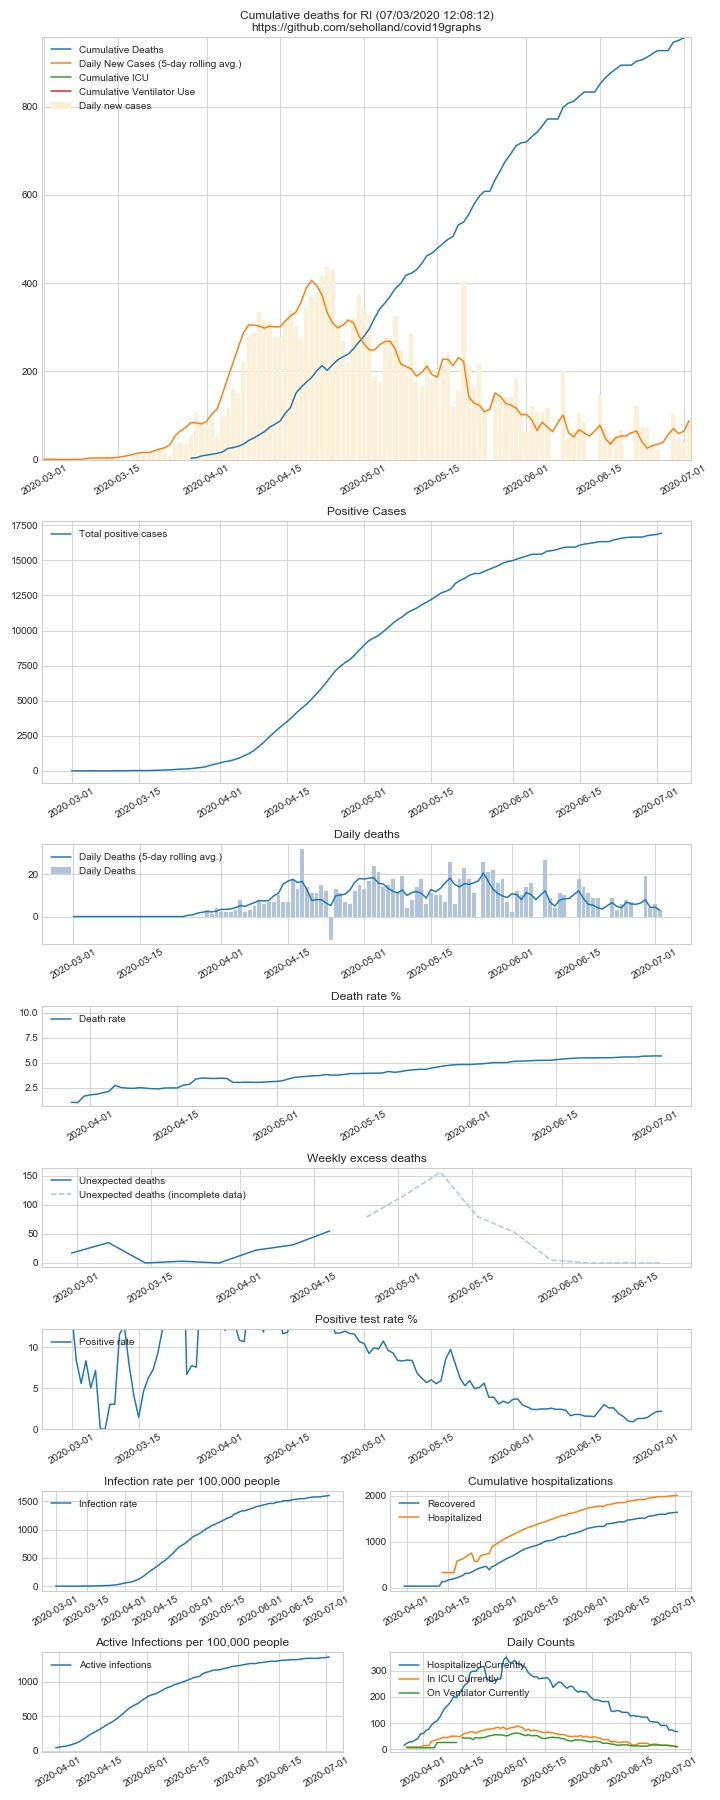 Cumulative deaths for RI (07/03/2020 12:08:12)
https://github.com/seholland/covid19graphs
Cumulative Deaths
Daily New Cases (5-day rolling avg.)
Cumulative ICU
Cumulative Ventilator Use
Daily new cases
800
600
400
200
0
2020-03-01 2020-03-15 2020-04-01 2020-04-15 2020-05-01 2020-05-15 2020-06-01 2020-06-15 2020-07-01
Positive Cases
Total positive cases
17500
15000
12500
10000
7500
5000
2500
0
2020-03-01 2020-03-15 2020-04-01 2020-04-15 2020-05-01 2020-05-15 2020-06-01 2020-06-15 2020-07-01
Daily deaths
Daily Deaths (5-day rolling avg.)
Daily Deaths
20
0
2020-03-01 2020-03-15 2020-04-01 2020-04-15 2020-05-01 2020-05-15 2020-06-01 2020-06-15 2020-07-01
Death rate %
Death rate
10.0
7.5
5.0
2.5
2020-04-01 2020-04-15 2020-05-01 2020-05-15 2020-06-01 2020-06-15 2020-07-01
Weekly excess deaths
Unexpected deaths
Unexpected deaths (incomplete data)
150
100
50
0
2020-03-01 2020-03-15 2020-04-01 2020-04-15 2020-05-01 2020-05-15 2020-06-01 2020-06-15
Positive test rate %
Positive rate
10
5
0
2020-03-01 2020-03-15 2020-04-01 2020-04-15 2020-05-01 2020-05-15 2020-06-01 2020-06-15 2020-07-01
Infection rate per 100,000 people
Infection rate
1500
1000
500
0
2020-03-01 2020-03-15 2020-04-01 2020-04-15 2020-05-01 2020-05-15 2020-06-01 2020-06-15 2020-07-01
Cumulative hospitalizations
Recovered
Hospitalized
2000
1000
0
2020-04-01 2020-04-15 2020-05-01 2020-05-15 2020-06-01 2020-06-15 2020-07-01
Active Infections per 100,000 people
Active infections
1000
0
2020-04-01 2020-04-15 2020-05-01 2020-05-15 2020-06-01 2020-06-15 2020-07-01
Daily Counts
Hospitalized Currently
In ICU Currently
On Ventilator Currently
300
200
100
0
2020-04-01 2020-04-15 2020-05-01 2020-05-15 2020-06-01 2020-06-15 2020-07-01